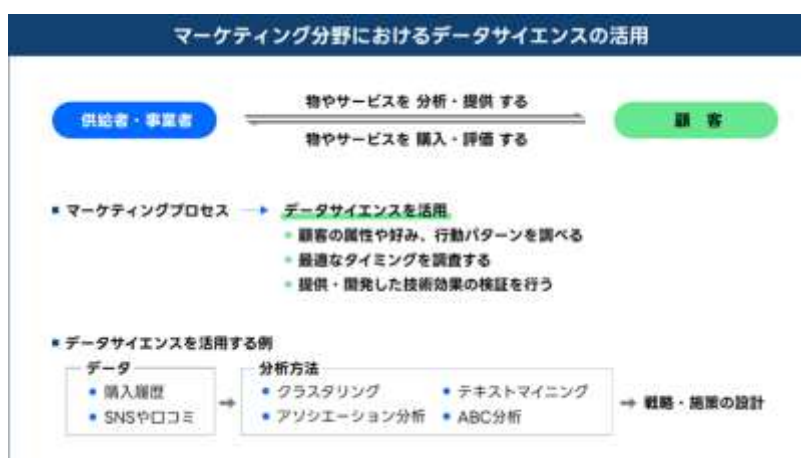 マーケティング分野におけるデータサイエンスの活用
物やサービスを 分析・提供 する
供給者・事業者
顧 客
物やサービスを 購入・評価 する
マーケティングプロセス
データサイエンスを活用
顧客の属性や好み、行動パターンを調べる
最適なタイミングを調査する
提供・開発した技術効果の検証を行う
データサイエンスを活用する例
データ
購入履歴
SNSや口コミ
分析方法
クラスタリング
テキストマイニング
アソシエーション分析
ABC分析
戦略・施策の設計